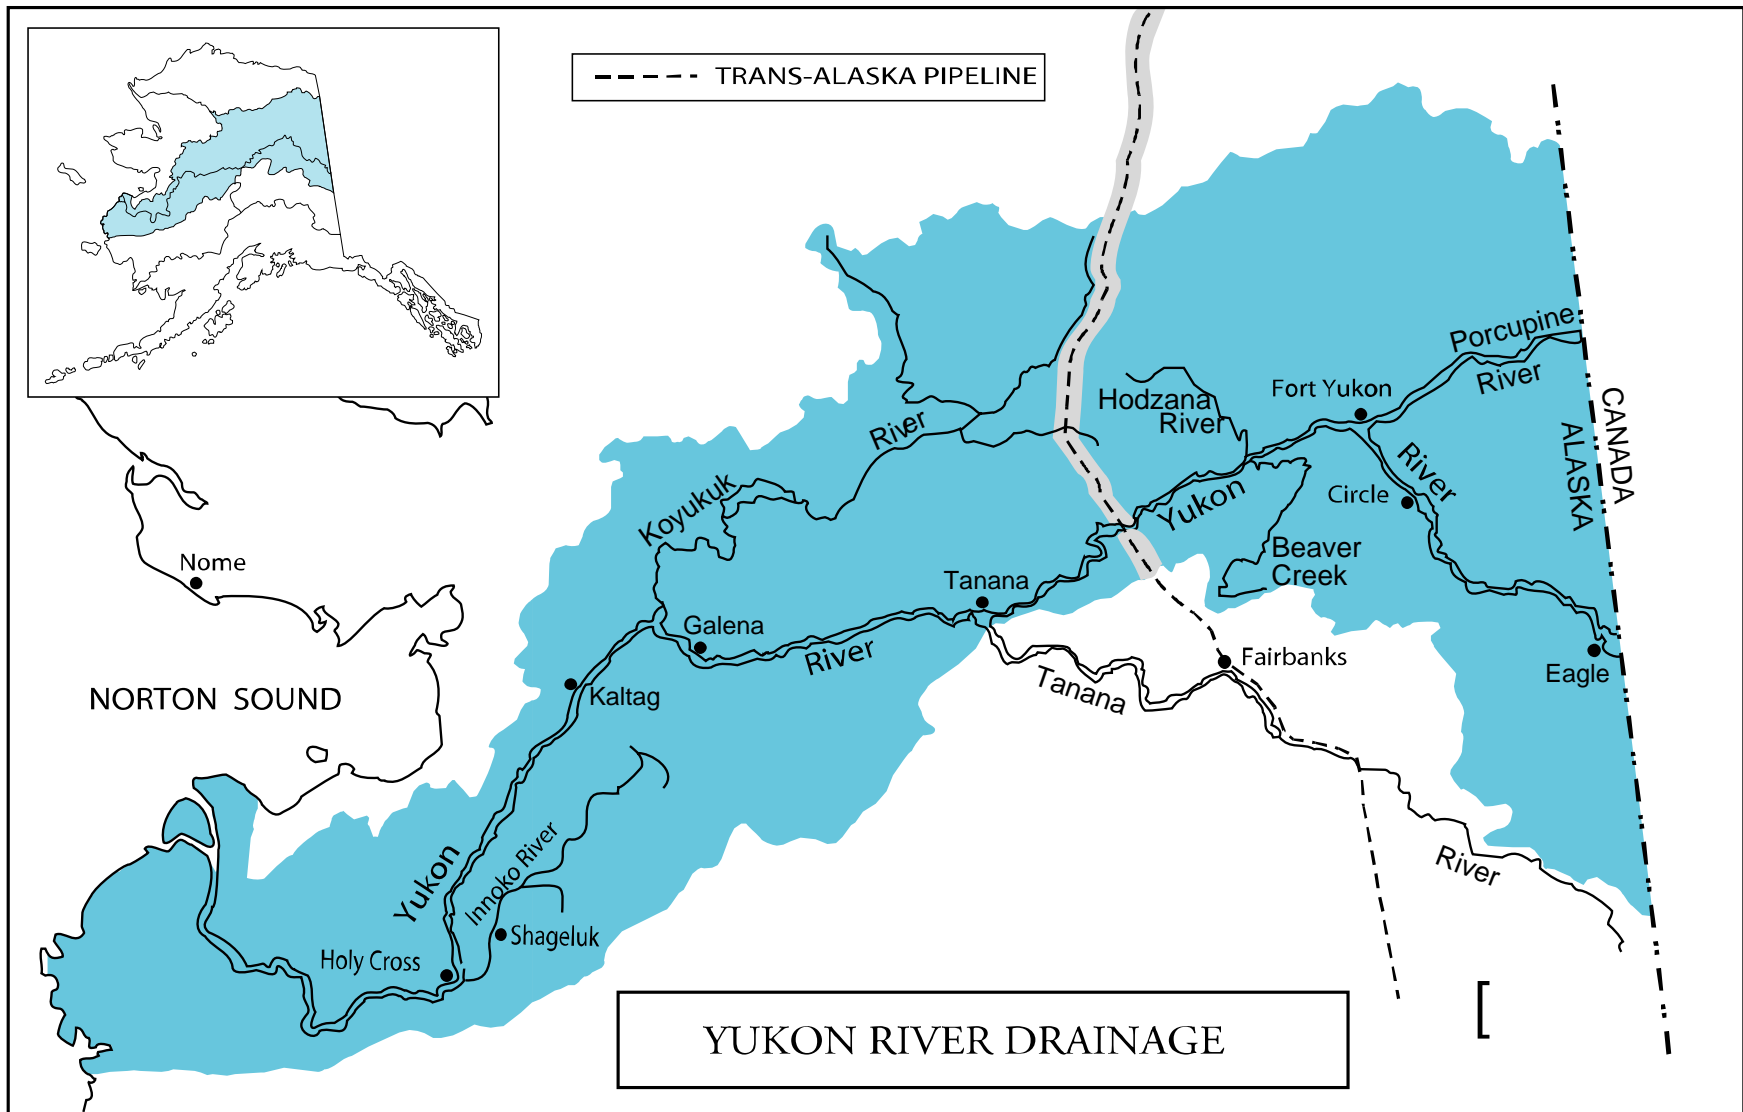 TRANS-ALASKA PIPELINE
Porcupine
River
Fort Yukon
Hodzana
River
CANADA
ALASKA
River
Koyukuk
River
Circle
Yukon
Beaver
Creek
Nome
Tanana
Galena
River
Fairbanks
Eagle
Kaltag
Tanana
NORTON SOUND
River
Yukon
Innoko River
Shageluk
Holy Cross
YUKON RIVER DRAINAGE
[